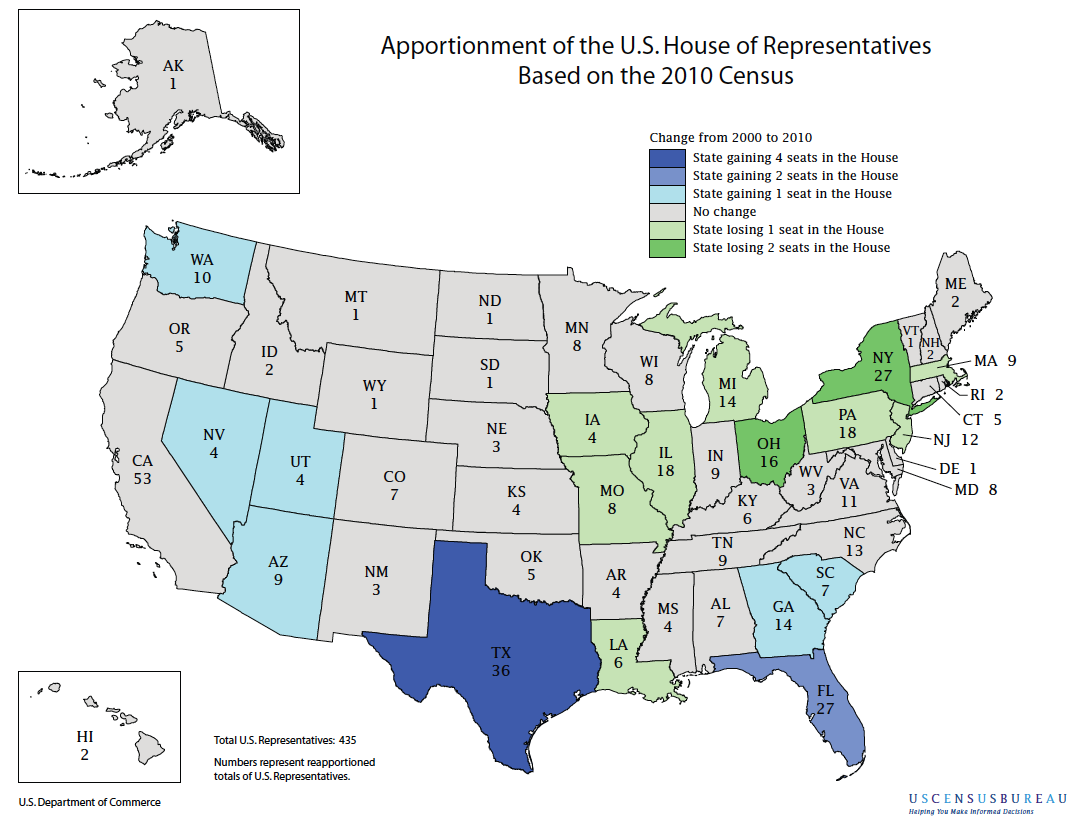 Apportionment of the U.S. House of Representatives
Based on the 2010 Census
AK
1
Change from 2000 to 2010
State gaining 4 seats in the House
State gaining 2 seats in the House
State gaining 1 seat in the House
No change
State losing 1 seat in the House
State losing 2 seats in the House
WA
10
OR
5
ID
2
MT
1
ND
1
SD
1
MN
8
WI
8
MI
14
ME
2
VT
1
NH
2
NY
27
MA 9
RI 2
CT 5
NJ 12
DE 1
MD 8
PA
18
WY
1
NE
3
IA
4
IL
18
IN
9
OH
16
WV
3
VA
11
NV
4
UT
4
CO
7
KS
4
MO
8
KY
6
CA
53
NC
13
TN
9
SC
7
AZ
9
NM
3
OK
5
AR
4
MS
4
AL
7
GA
14
TX
36
LA
6
FL
27
HI
2
Total U.S. Representatives: 435
Numbers represent reapportioned
totals of U.S. Representatives.
U.S. Department of Commerce
USCENSUSBUREAU
Helping You Make Informed Decisions